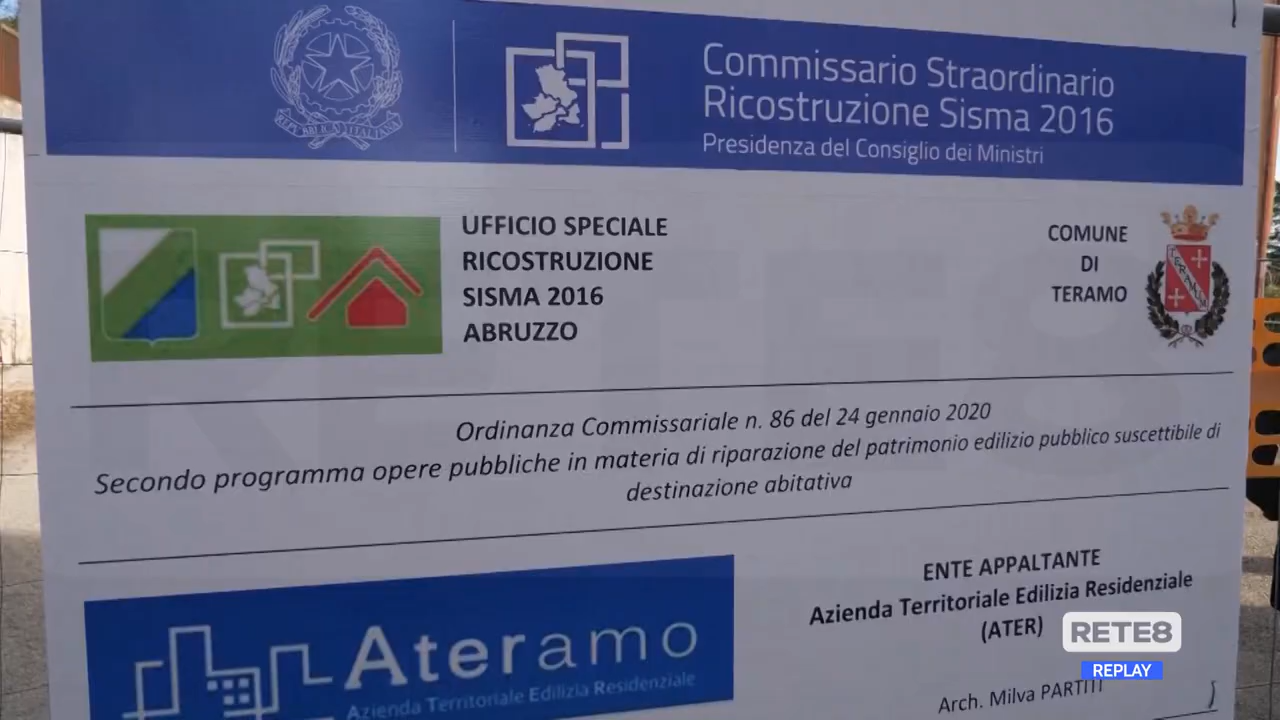 REPUBBLICA ITALIANA
Commissario Straordinario
Ricostruzione Sisma 2016
Presidenza del Consiglio dei Ministri
UFFICIO SPECIALE
RICOSTRUZIONE
SISMA 2016
ABRUZZO
COMUNE
DI
TERAMO
TERAMUM
Ordinanza Commissariale n. 86 del 24 gennaio 2020
Secondo programma opere pubbliche in materia di riparazione del patrimonio edilizio pubblico suscettibile di
destinazione abitativa
Ateramo
Azienda Territoriale Edilizia Residenziale
ENTE APPALTANTE
Azienda Territoriale Edilizia Residenziale
(ATER)
Arch. Milva PARTITI
RETE8
REPLAY